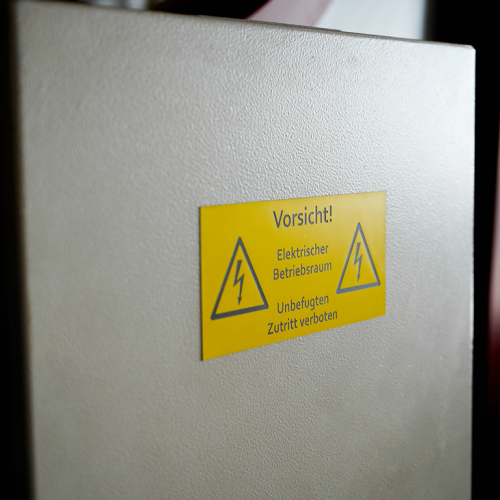 Vorsicht!
Elektrischer
Betriebsraum
Unbefugten
Zutritt verboten